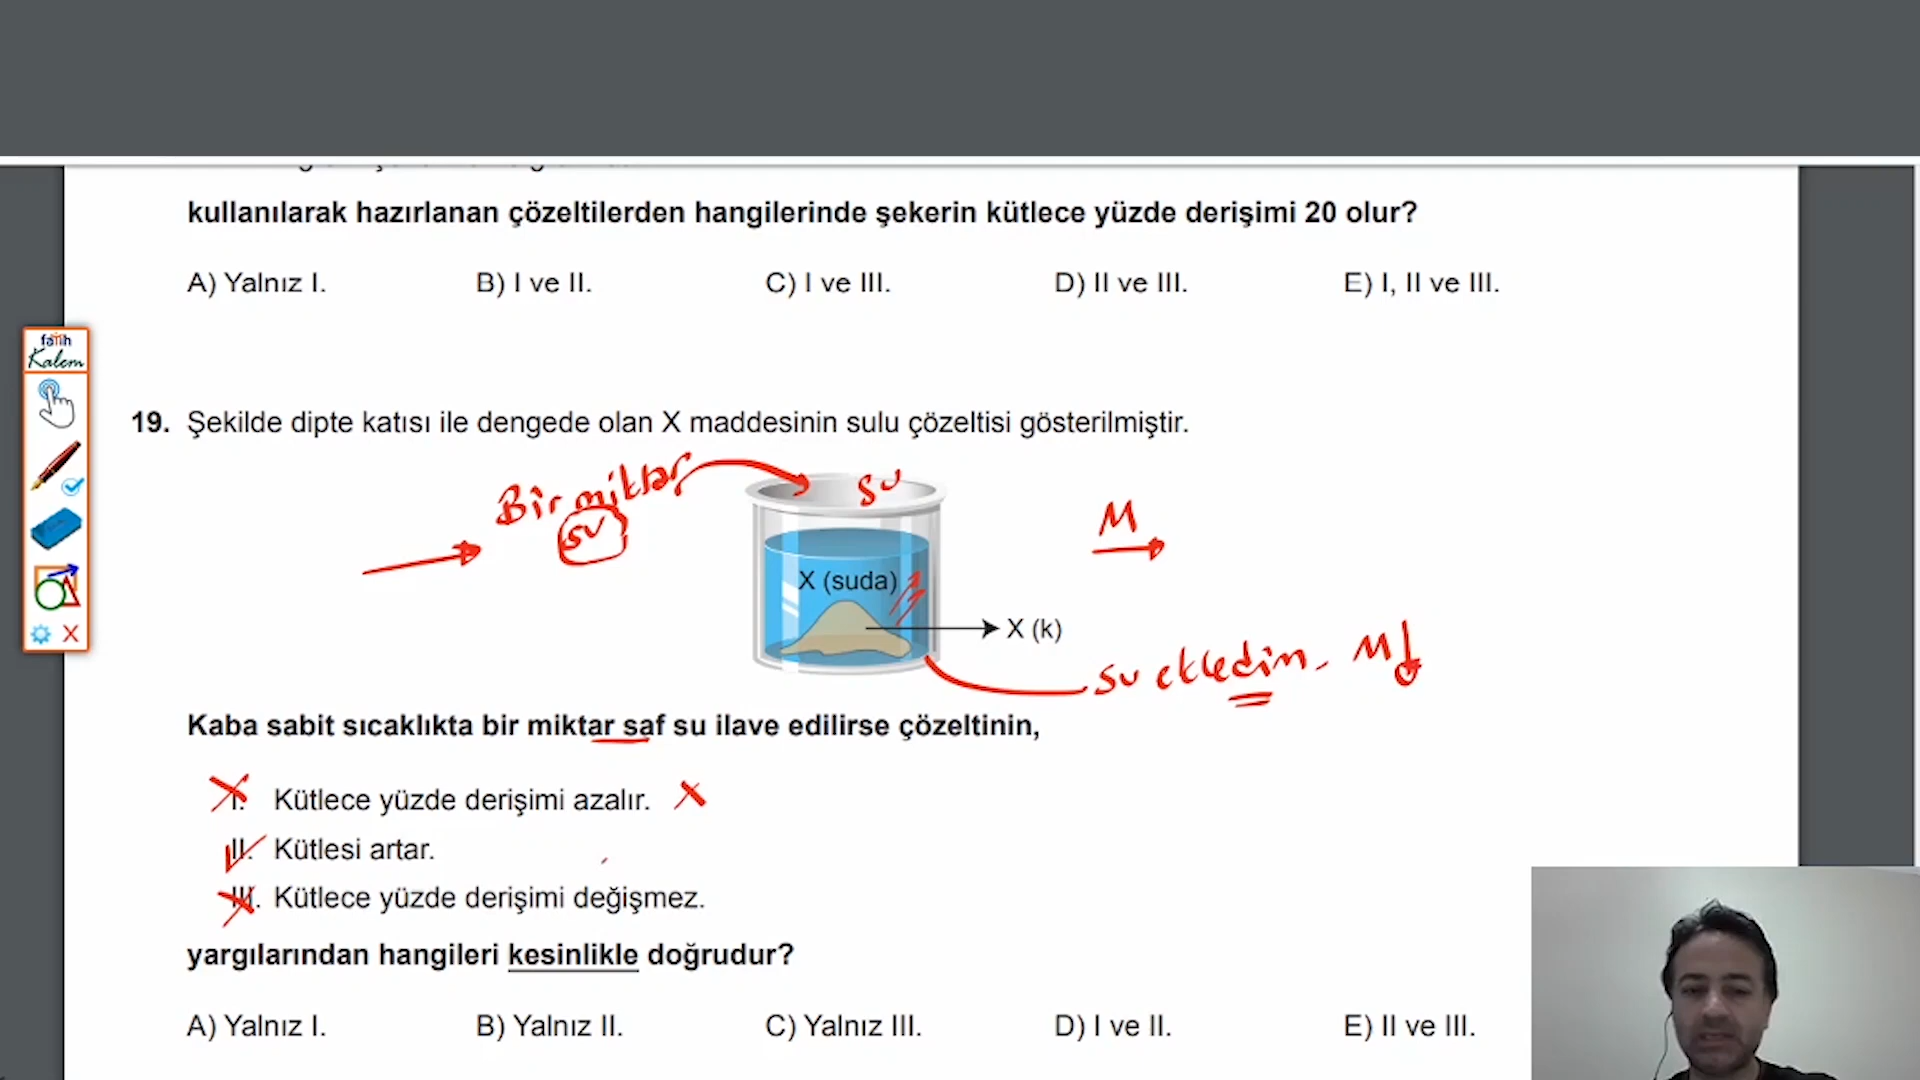 kullanılarak hazırlanan çözeltilerden hangilerinde şekerin kütlece yüzde derişimi 20 olur?
A) Yalnız I. B) I ve II. C) I ve III. D) II ve III. E) I, II ve III.
fatih
Kalem
19. Şekilde dipte katısı ile dengede olan X maddesinin sulu çözeltisi gösterilmiştir.
Bir miktar
su
su
M
X (suda)
X (k)
su ekledim. M
X
Kaba sabit sıcaklıkta bir miktar saf su ilave edilirse çözeltinin,
I. Kütlece yüzde derişimi azalır.
II. Kütlesi artar.
III. Kütlece yüzde derişimi değişmez.
yargılarından hangileri kesinlikle doğrudur?
A) Yalnız I. B) Yalnız II. C) Yalnız III. D) I ve II. E) II ve III.